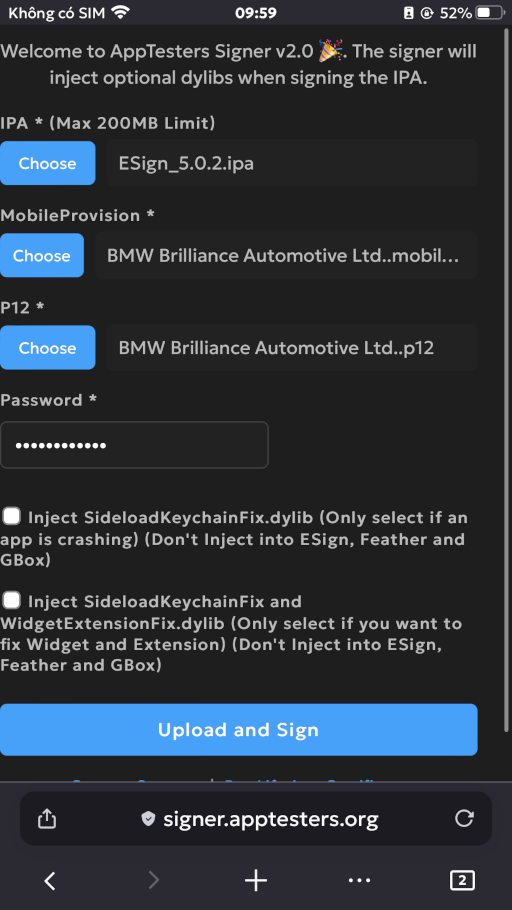 Không có SIM 09:59 52%
Welcome to AppTesters Signer v2.0 🎉. The signer will
inject optional dylibs when signing the IPA.
IPA * (Max 200MB Limit)
Choose ESign_5.0.2.ipa
MobileProvision *
Choose BMW Brilliance Automotive Ltd..mobil...
P12 *
Choose BMW Brilliance Automotive Ltd..p12
Password *
••••••••••••
Inject SideloadKeychainFix.dylib (Only select if an
app is crashing) (Don't Inject into ESign, Feather and
GBox)
Inject SideloadKeychainFix and
WidgetExtensionFix.dylib (Only select if you want to
fix Widget and Extension) (Don't Inject into ESign,
Feather and GBox)
Upload and Sign
signer.apptesters.org
2